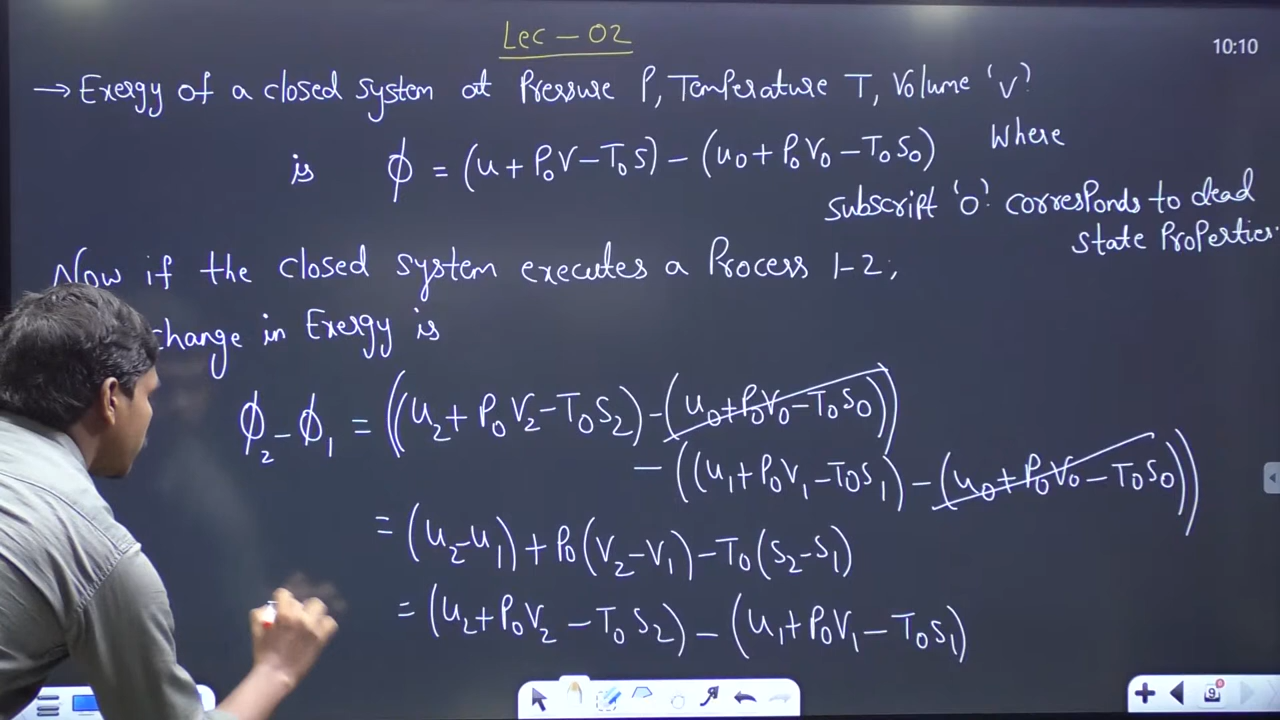 Lec - 02
10:10
→ Exergy of a closed system at Pressure P, Temperature T, Volume 'V'
is ϕ = (u + P₀V - T₀s) - (u₀ + P₀V₀ - T₀s₀) Where
subscript 'o' corresponds to dead
state Properties.
Now if the closed system executes a Process 1-2,
change in Exergy is
ϕ₂ - ϕ₁ = ((u₂ + P₀V₂ - T₀s₂) - (u₀ + P₀V₀ - T₀s₀))
- ((u₁ + P₀V₁ - T₀s₁) - (u₀ + P₀V₀ - T₀s₀))
= (u₂ - u₁) + P₀(V₂ - V₁) - T₀(s₂ - s₁)
= (u₂ + P₀V₂ - T₀s₂) - (u₁ + P₀V₁ - T₀s₁)
9